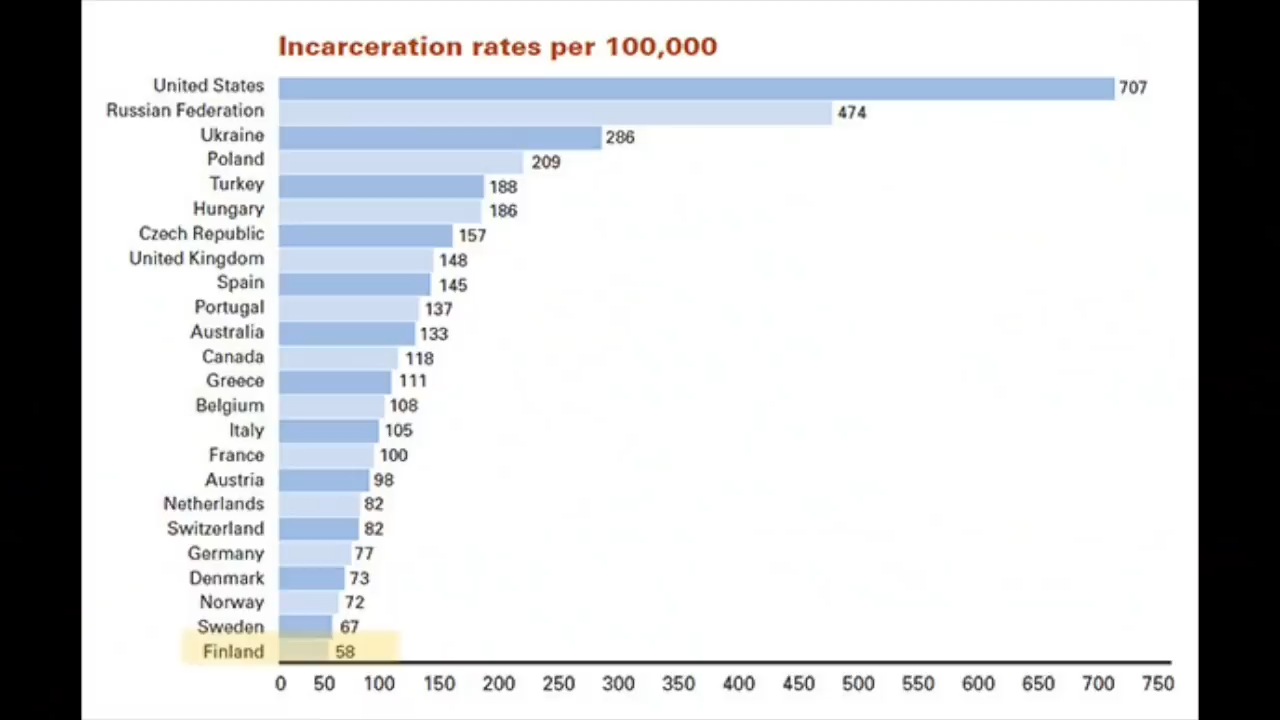 Incarceration rates per 100,000
United States 707
Russian Federation 474
Ukraine 286
Poland 209
Turkey 188
Hungary 186
Czech Republic 157
United Kingdom 148
Spain 145
Portugal 137
Australia 133
Canada 118
Greece 111
Belgium 108
Italy 105
France 100
Austria 98
Netherlands 82
Switzerland 82
Germany 77
Denmark 73
Norway 72
Sweden 67
Finland 58
0 50 100 150 200 250 300 350 400 450 500 550 600 650 700 750